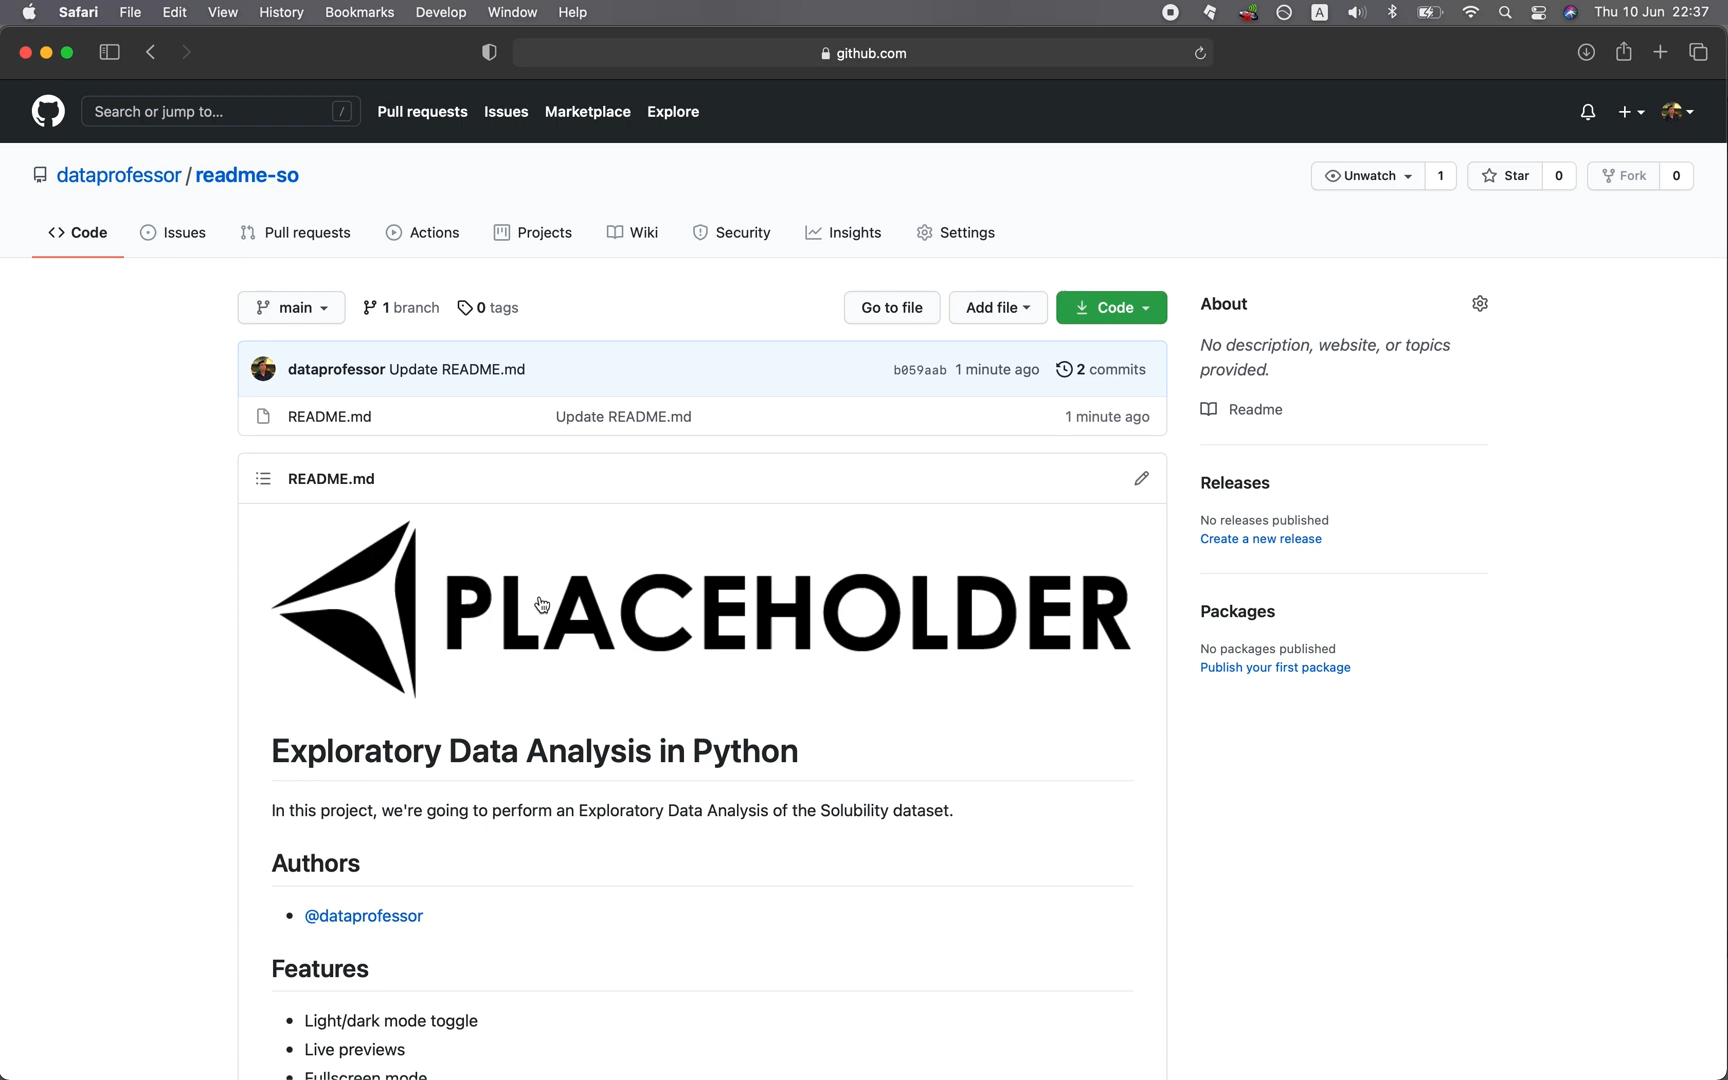 Safari File Edit View History Bookmarks Develop Window Help A Thu 10 Jun 22:37
github.com
Search or jump to... / Pull requests Issues Marketplace Explore
dataprofessor / readme-so Unwatch 1 Star 0 Fork 0
Code Issues Pull requests Actions Projects Wiki Security Insights Settings
main 1 branch 0 tags Go to file Add file Code
dataprofessor Update README.md b059aab 1 minute ago 2 commits
README.md Update README.md 1 minute ago
README.md
PLACEHOLDER
Exploratory Data Analysis in Python
In this project, we're going to perform an Exploratory Data Analysis of the Solubility dataset.
Authors
@dataprofessor
Features
Light/dark mode toggle
Live previews
Fullscreen mode
About
No description, website, or topics
provided.
Readme
Releases
No releases published
Create a new release
Packages
No packages published
Publish your first package